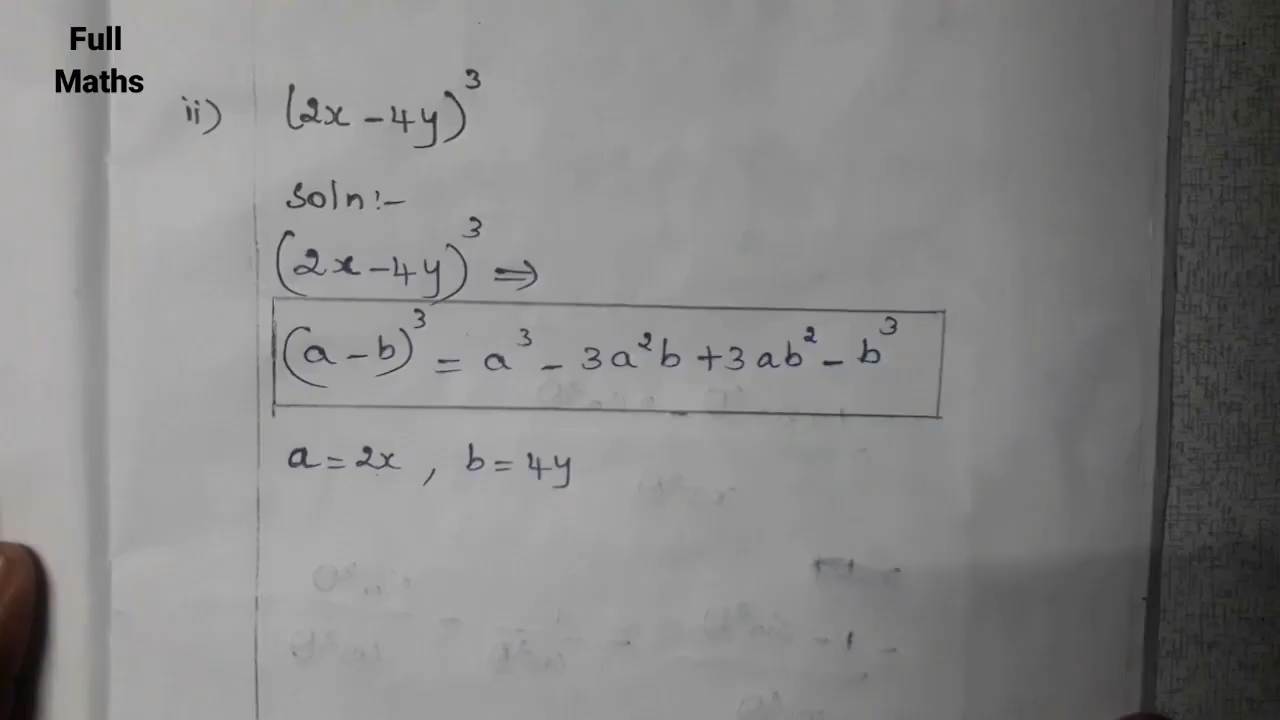 Full
Maths
ii) (2x - 4y)³
Soln:-
(2x - 4y)³ ⇒
(a - b)³ = a³ - 3a²b + 3ab² - b³
a = 2x , b = 4y